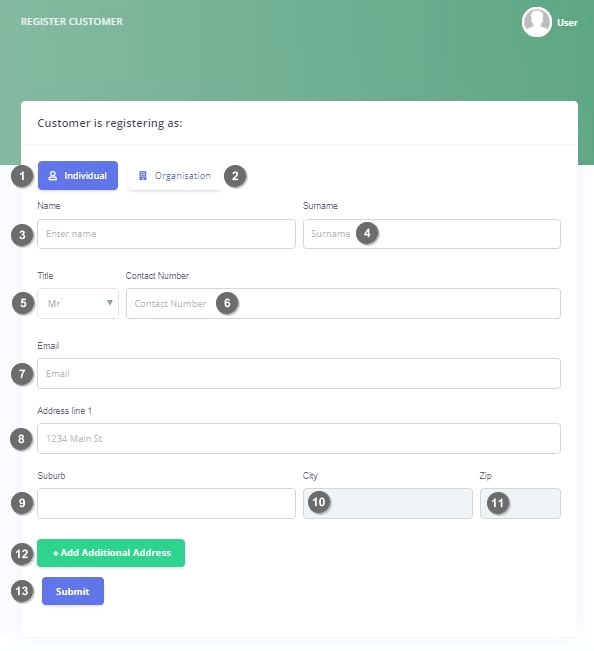 REGISTER CUSTOMER
User
Customer is registering as:
1 Individual Organisation 2
Name Surname
3 Enter name Surname 4
Title Contact Number
5 Mr Contact Number 6
Email
7 Email
Address line 1
8 1234 Main St
Suburb City Zip
9 10 11
12 + Add Additional Address
13 Submit